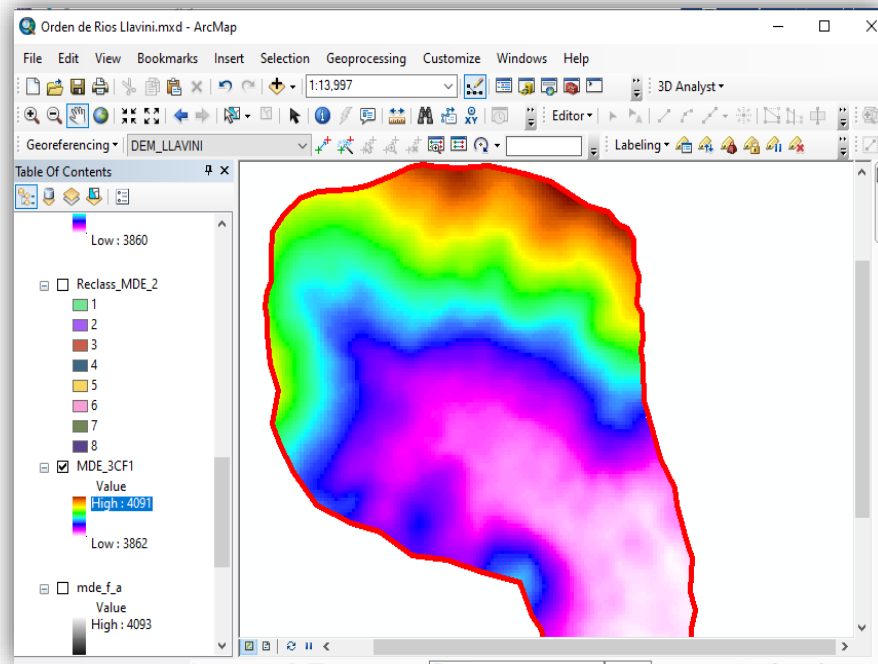 Orden de Rios Llavini.mxd - ArcMap
File Edit View Bookmarks Insert Selection Geoprocessing Customize Windows Help
1:13,997 3D Analyst
Editor
Georeferencing DEM_LLAVINI Labeling
Table Of Contents
Low : 3860
Reclass_MDE_2
1
2
3
4
5
6
7
8
MDE_3CF1
Value
High : 4091
Low : 3862
mde_f_a
Value
High : 4093